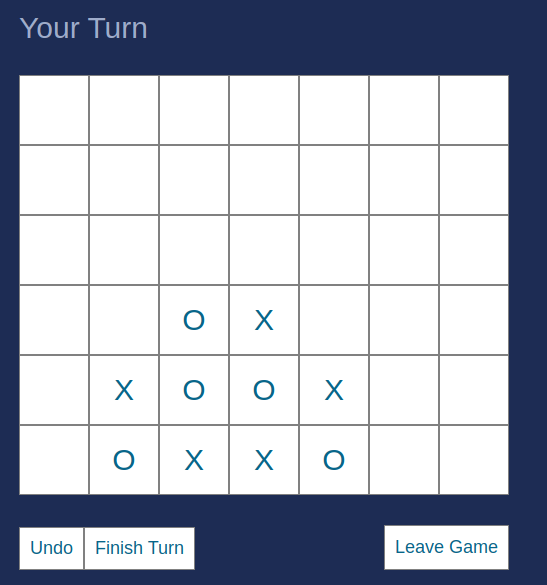 Your Turn
O X
X O O X
O X X O
Undo Finish Turn Leave Game